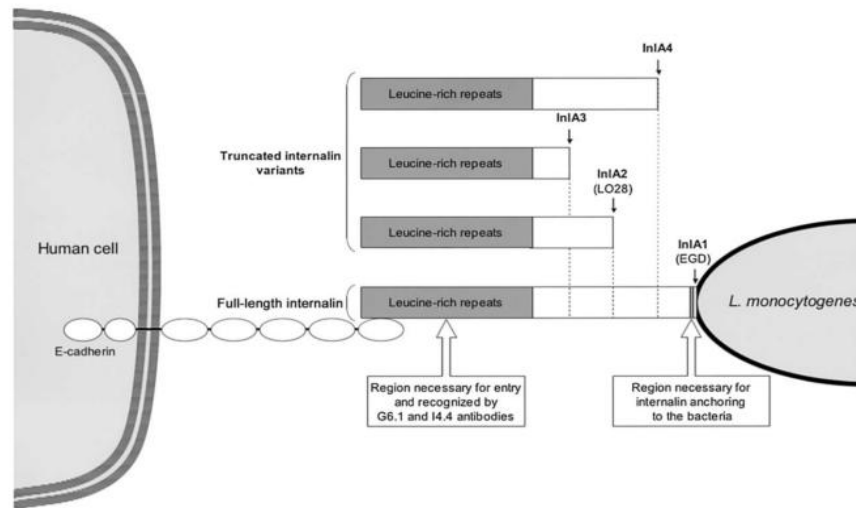 InlA4
Leucine-rich repeats
InlA3
Truncated internalin
variants
Leucine-rich repeats
InlA2
(LO28)
Leucine-rich repeats
Human cell
InlA1
(EGD)
Full-length internalin
Leucine-rich repeats
L. monocytogenes
E-cadherin
Region necessary for entry
and recognized by
G6.1 and I4.4 antibodies
Region necessary for
internalin anchoring
to the bacteria